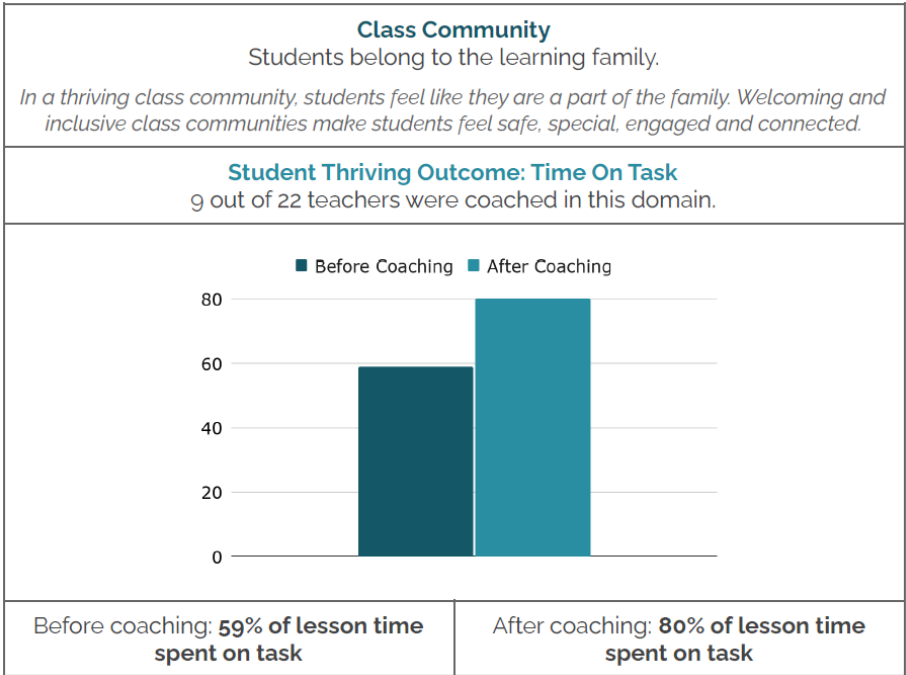 Class Community
Students belong to the learning family.
In a thriving class community, students feel like they are a part of the family. Welcoming and
inclusive class communities make students feel safe, special, engaged and connected.
Student Thriving Outcome: Time On Task
9 out of 22 teachers were coached in this domain.
Before Coaching After Coaching
80
60
40
20
0
Before coaching: 59% of lesson time
spent on task
After coaching: 80% of lesson time
spent on task